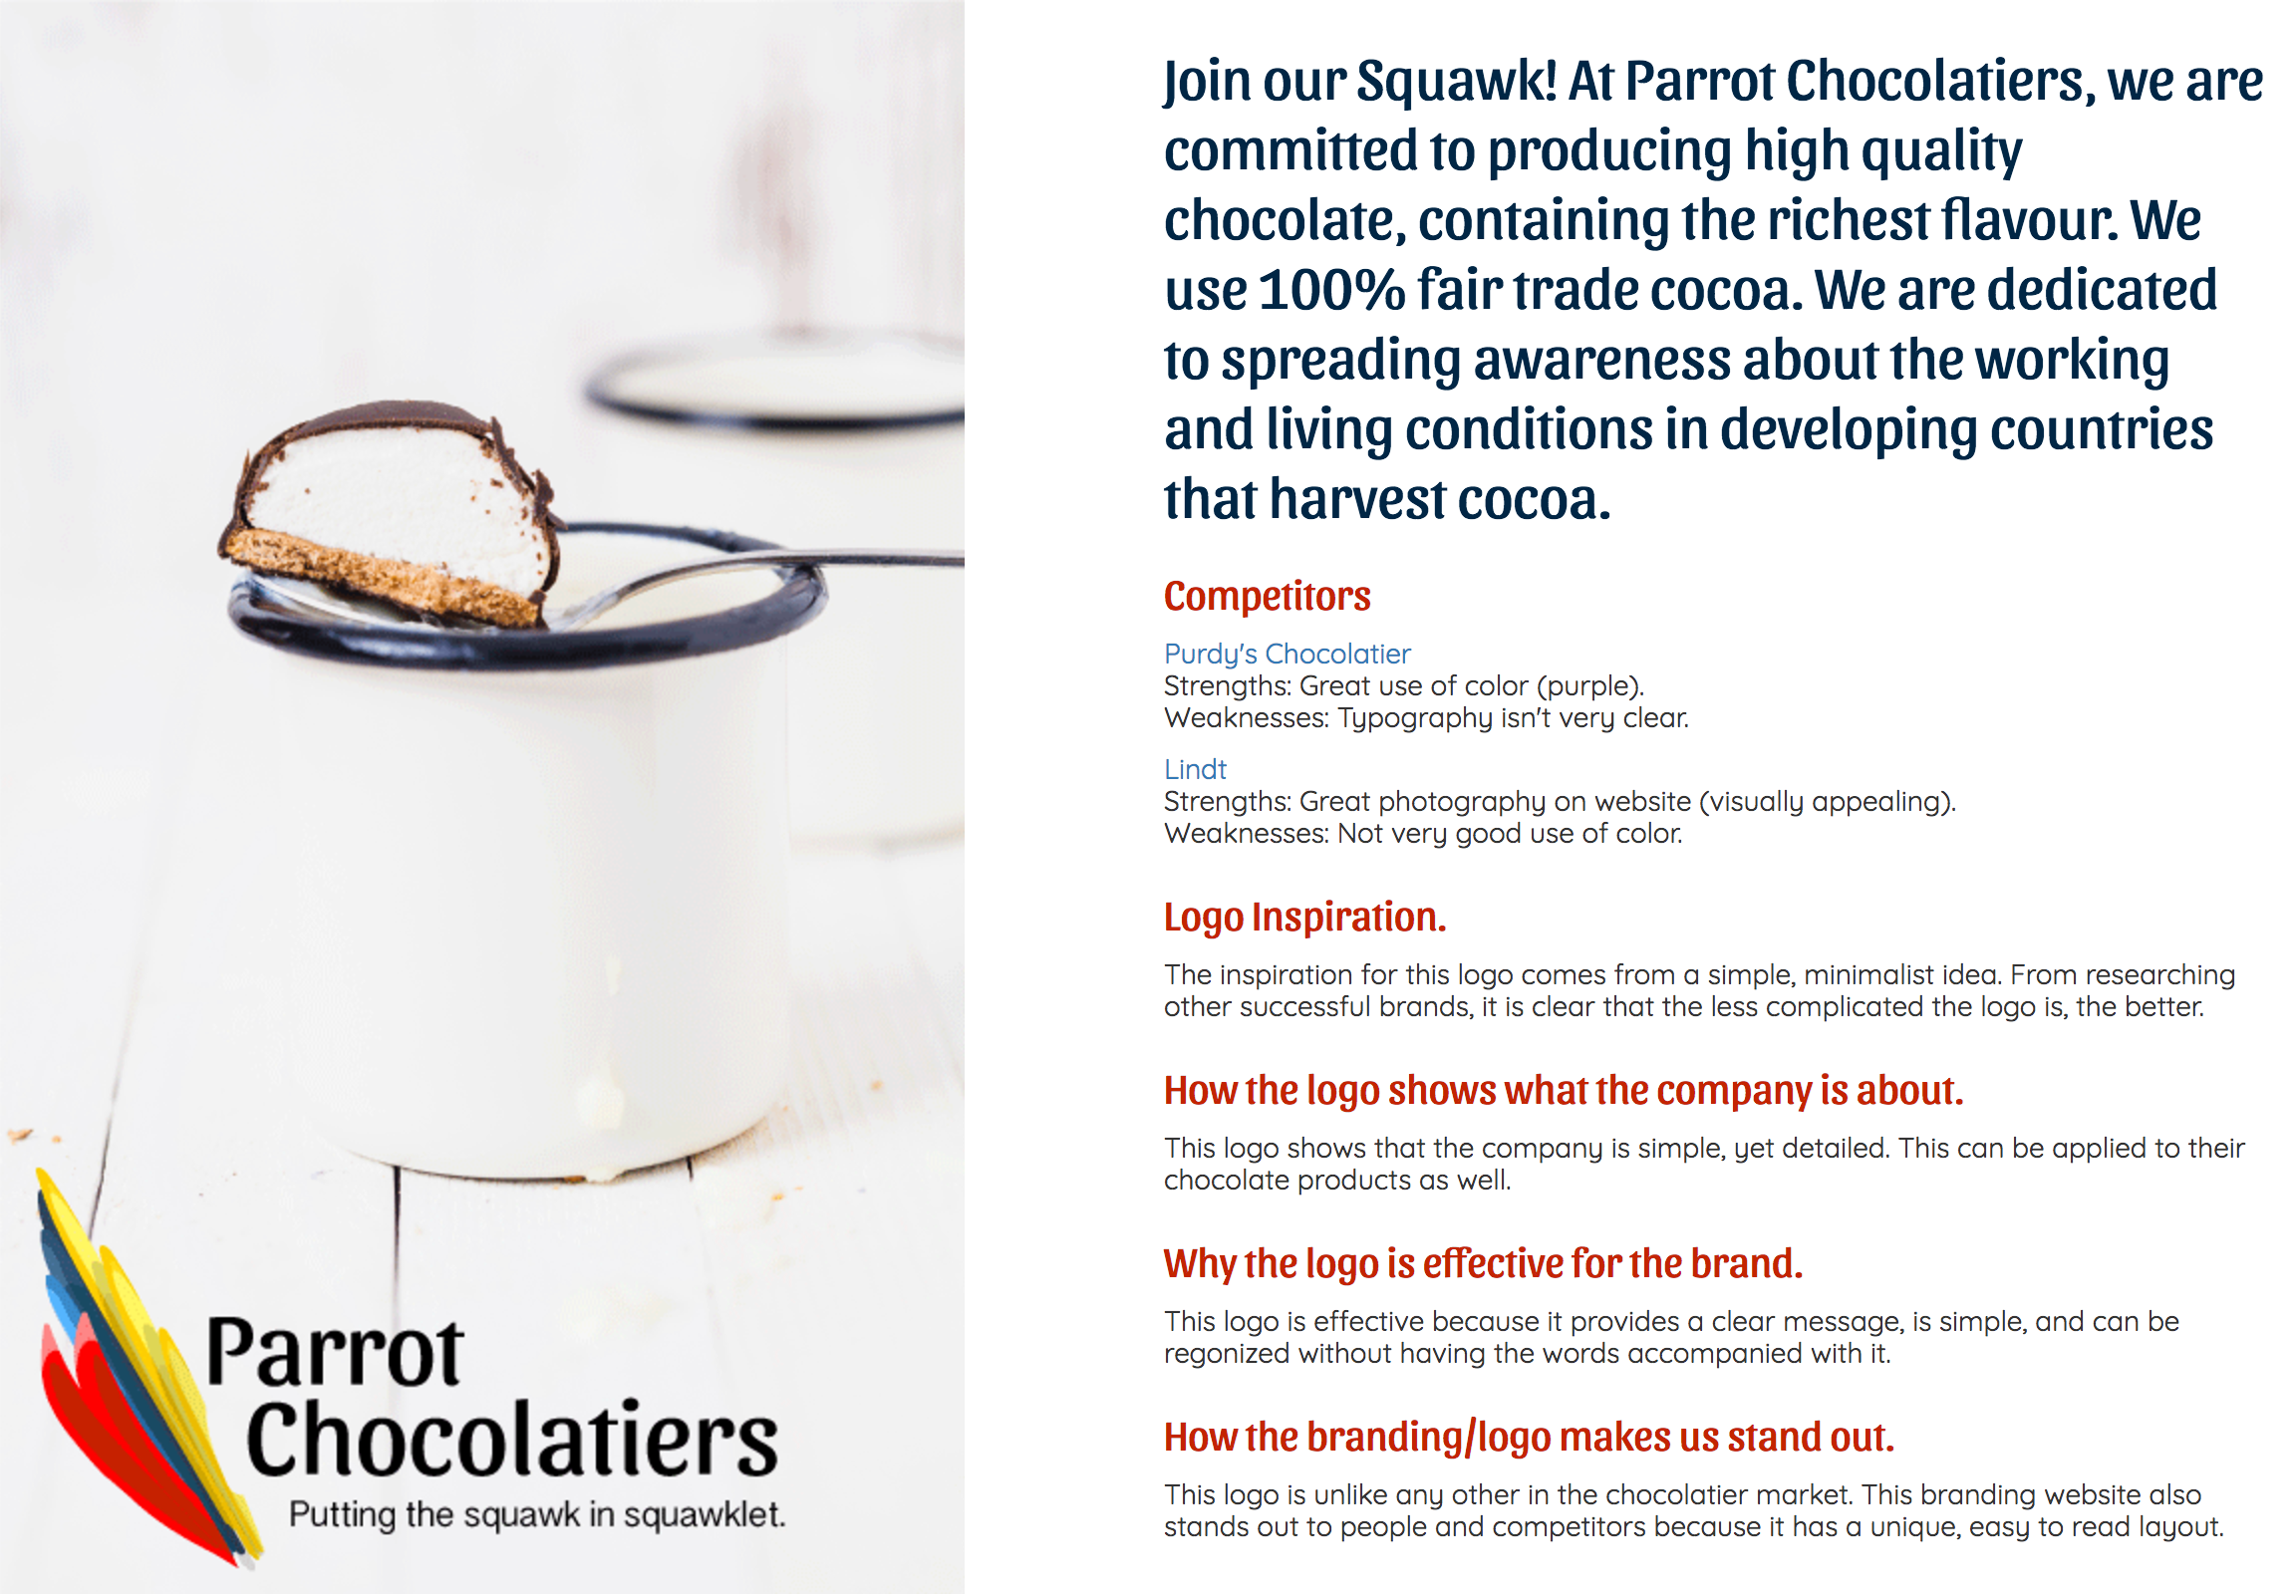 Parrot
Chocolatiers
Putting the squawk in squawklet.
Join our Squawk! At Parrot Chocolatiers, we are
committed to producing high quality
chocolate, containing the richest flavour. We
use 100% fair trade cocoa. We are dedicated
to spreading awareness about the working
and living conditions in developing countries
that harvest cocoa.
Competitors
Purdy's Chocolatier
Strengths: Great use of color (purple).
Weaknesses: Typography isn't very clear.
Lindt
Strengths: Great photography on website (visually appealing).
Weaknesses: Not very good use of color.
Logo Inspiration.
The inspiration for this logo comes from a simple, minimalist idea. From researching
other successful brands, it is clear that the less complicated the logo is, the better.
How the logo shows what the company is about.
This logo shows that the company is simple, yet detailed. This can be applied to their
chocolate products as well.
Why the logo is effective for the brand.
This logo is effective because it provides a clear message, is simple, and can be
regonized without having the words accompanied with it.
How the branding/logo makes us stand out.
This logo is unlike any other in the chocolatier market. This branding website also
stands out to people and competitors because it has a unique, easy to read layout.